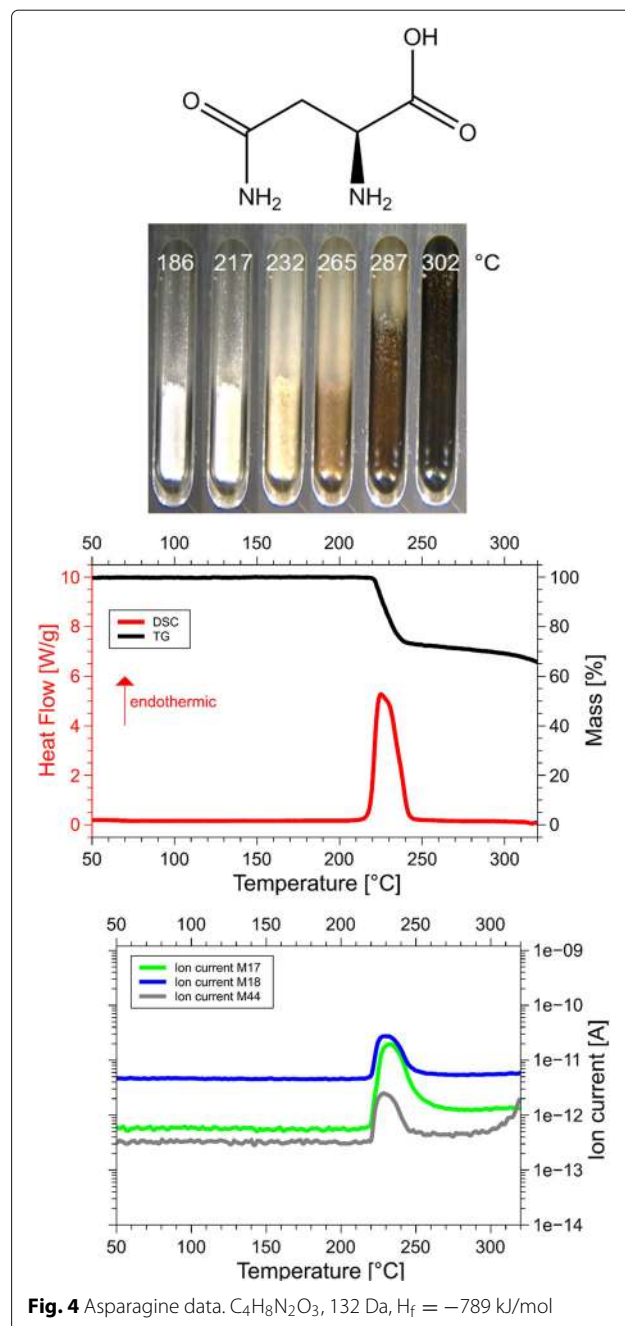 OH
O
O
NH₂
NH₂
186 217 232 265 287 302 °C
50 100 150 200 250 300
10 100
8 80
6 60
4 40
2 20
0 0
DSC
TG
endothermic
Heat Flow [W/g]
Mass [%]
50 100 150 200 250 300
Temperature [°C]
50 100 150 200 250 300
Ion current M17
Ion current M18
Ion current M44
1e-09
1e-10
1e-11
1e-12
1e-13
1e-14
Ion current [A]
50 100 150 200 250 300
Temperature [°C]
Fig. 4 Asparagine data. C₄H₈N₂O₃, 132 Da, H_f = −789 kJ/mol